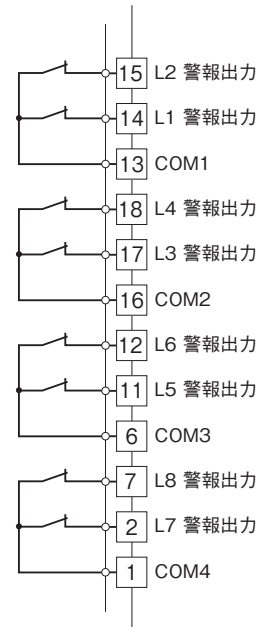 15 L2 警報出力
14 L1 警報出力
13 COM1
18 L4 警報出力
17 L3 警報出力
16 COM2
12 L6 警報出力
11 L5 警報出力
6 COM3
7 L8 警報出力
2 L7 警報出力
1 COM4